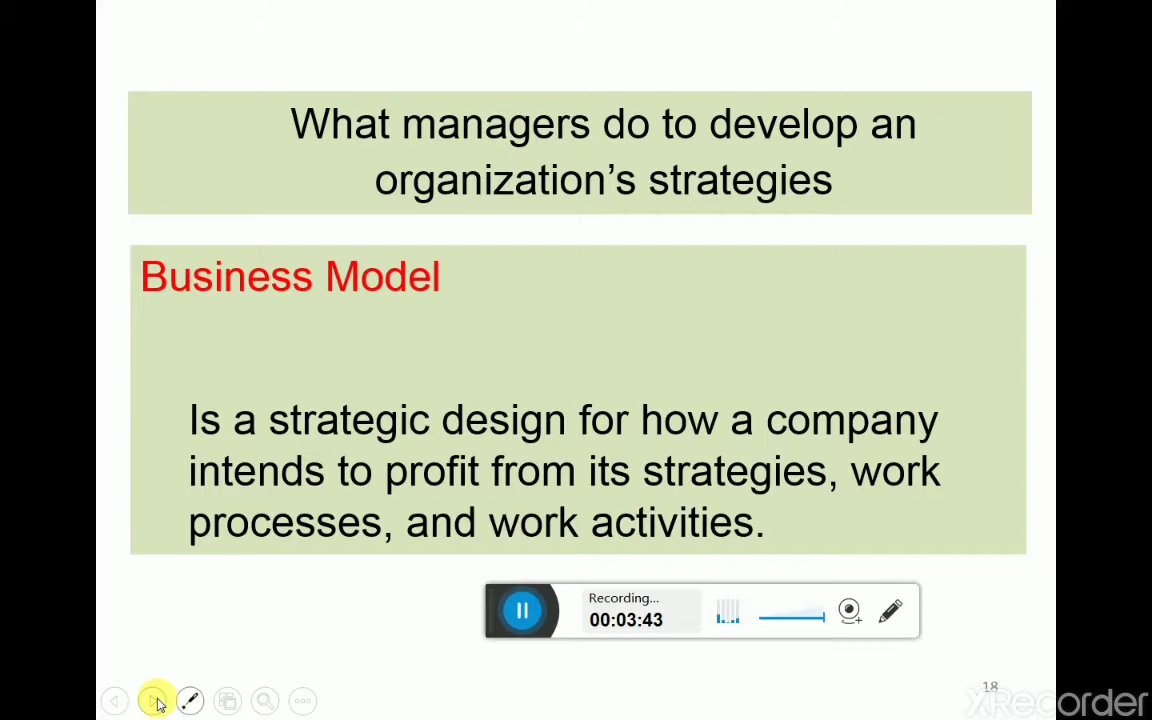 What managers do to develop an
organization’s strategies
Business Model
Is a strategic design for how a company
intends to profit from its strategies, work
processes, and work activities.
Recording...
00:03:43
18
XRecorder